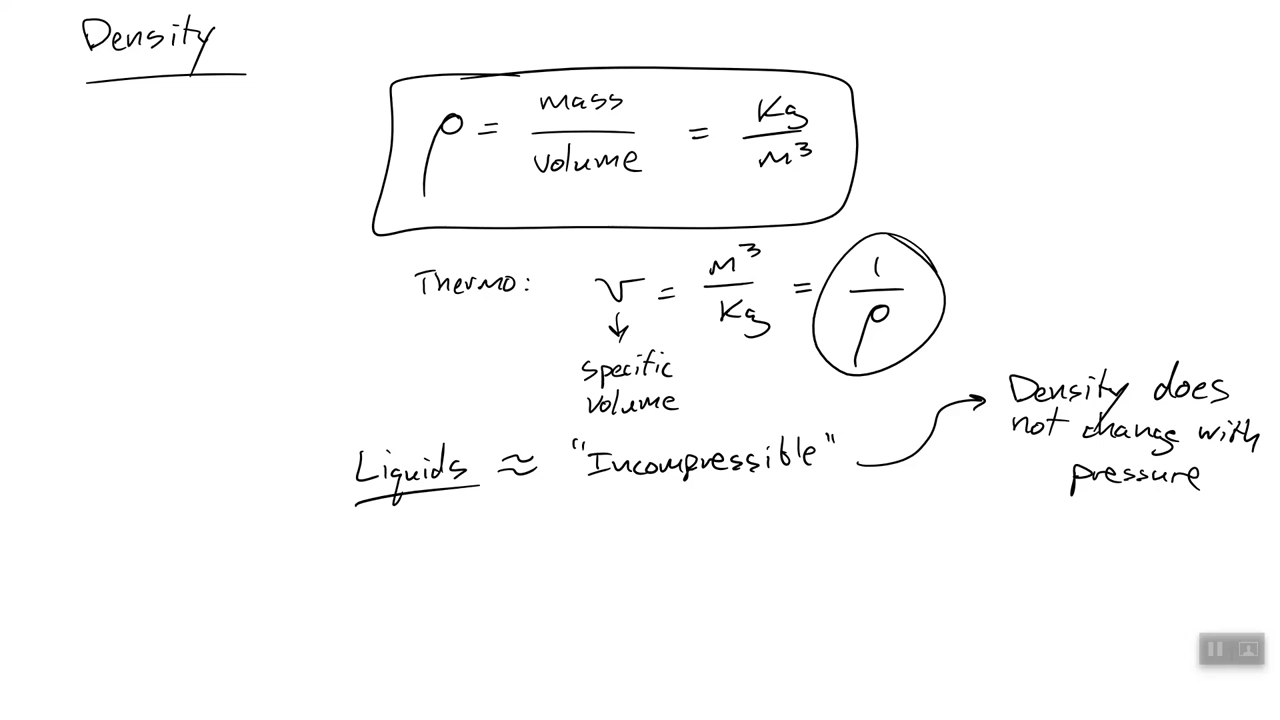 Density
ρ = mass / volume = Kg / m³
Thermo: v = m³ / Kg = 1 / ρ
specific
volume
Liquids ≈ "Incompressible"
Density does
not change with
pressure